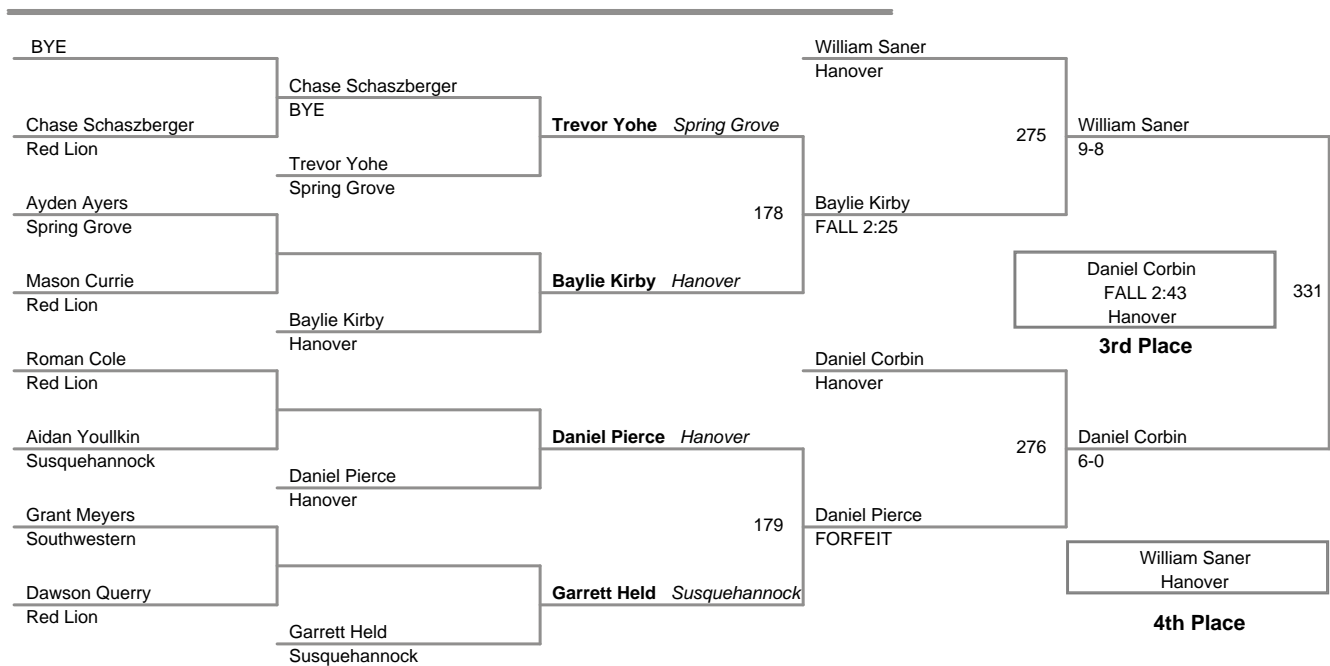 BYE
Chase Schaszberger
Red Lion
Ayden Ayers
Spring Grove
Mason Currie
Red Lion
Roman Cole
Red Lion
Aidan Youllkin
Susquehannock
Grant Meyers
Southwestern
Dawson Querry
Red Lion
Chase Schaszberger
BYE
Trevor Yohe
Spring Grove
Baylie Kirby
Hanover
Daniel Pierce
Hanover
Garrett Held
Susquehannock
Trevor Yohe Spring Grove
178
Baylie Kirby Hanover
Daniel Pierce Hanover
179
Garrett Held Susquehannock
William Saner
Hanover
275
Baylie Kirby
FALL 2:25
Daniel Corbin
Hanover
276
Daniel Pierce
FORFEIT
William Saner
9-8
Daniel Corbin
FALL 2:43
Hanover
3rd Place
331
Daniel Corbin
6-0
William Saner
Hanover
4th Place